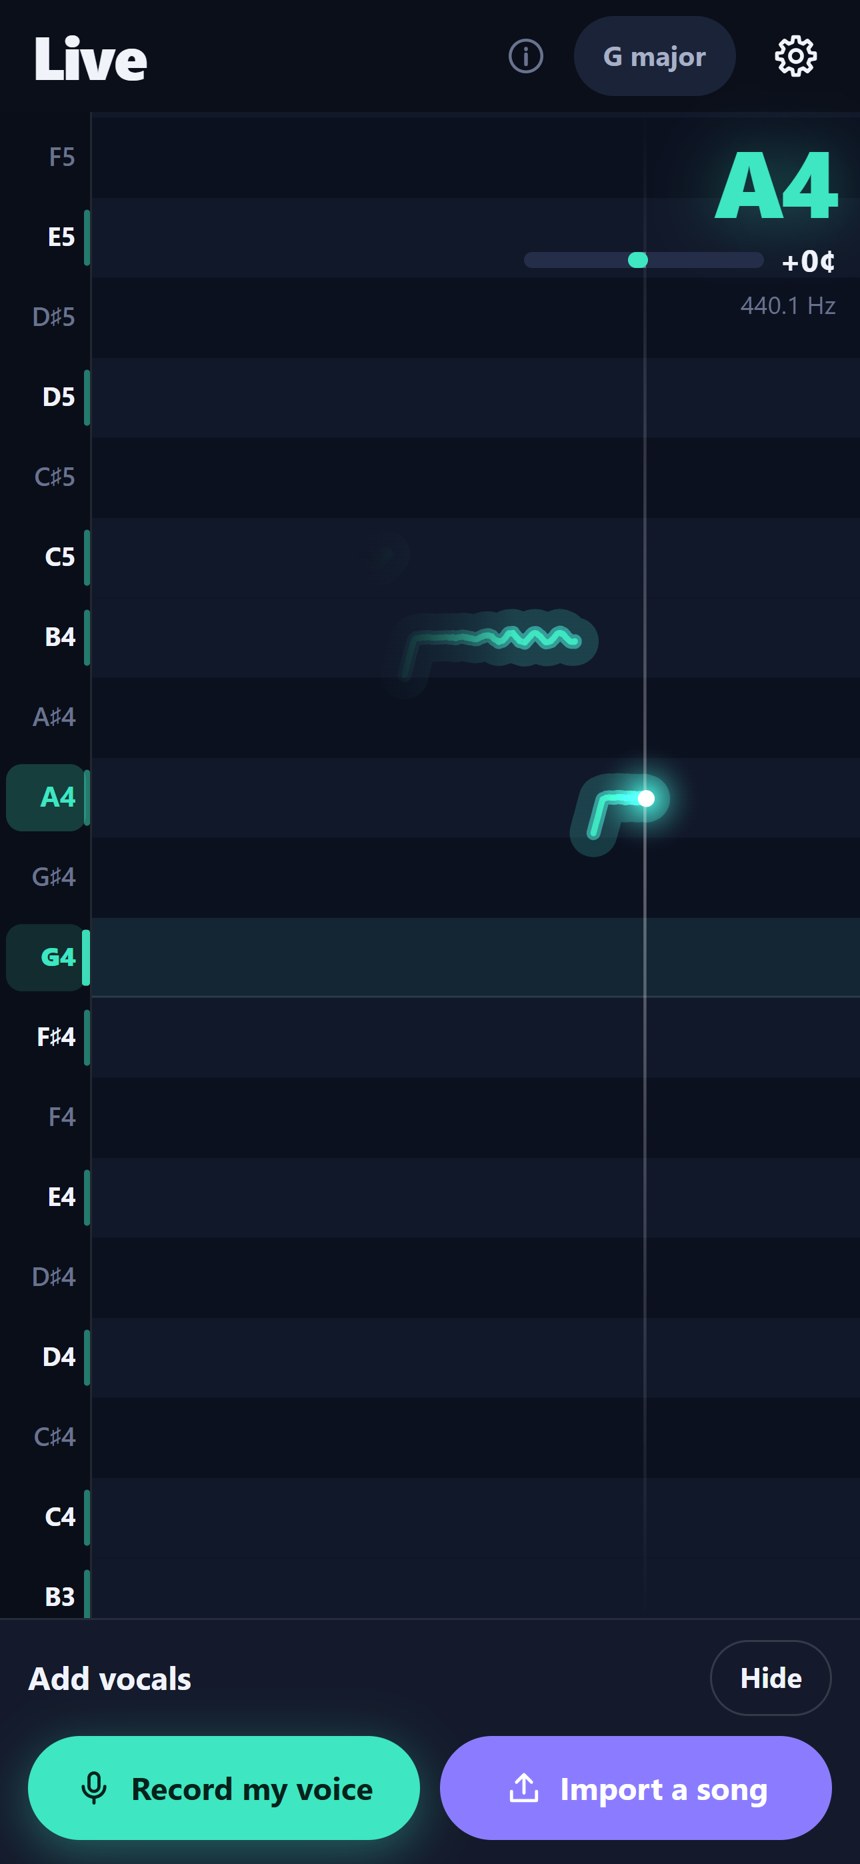 Live
G major
A4
+0¢
440.1 Hz
F5
E5
D♯5
D5
C♯5
C5
B4
A♯4
A4
G♯4
G4
F♯4
F4
E4
D♯4
D4
C♯4
C4
B3
Add vocals
Hide
Record my voice
Import a song